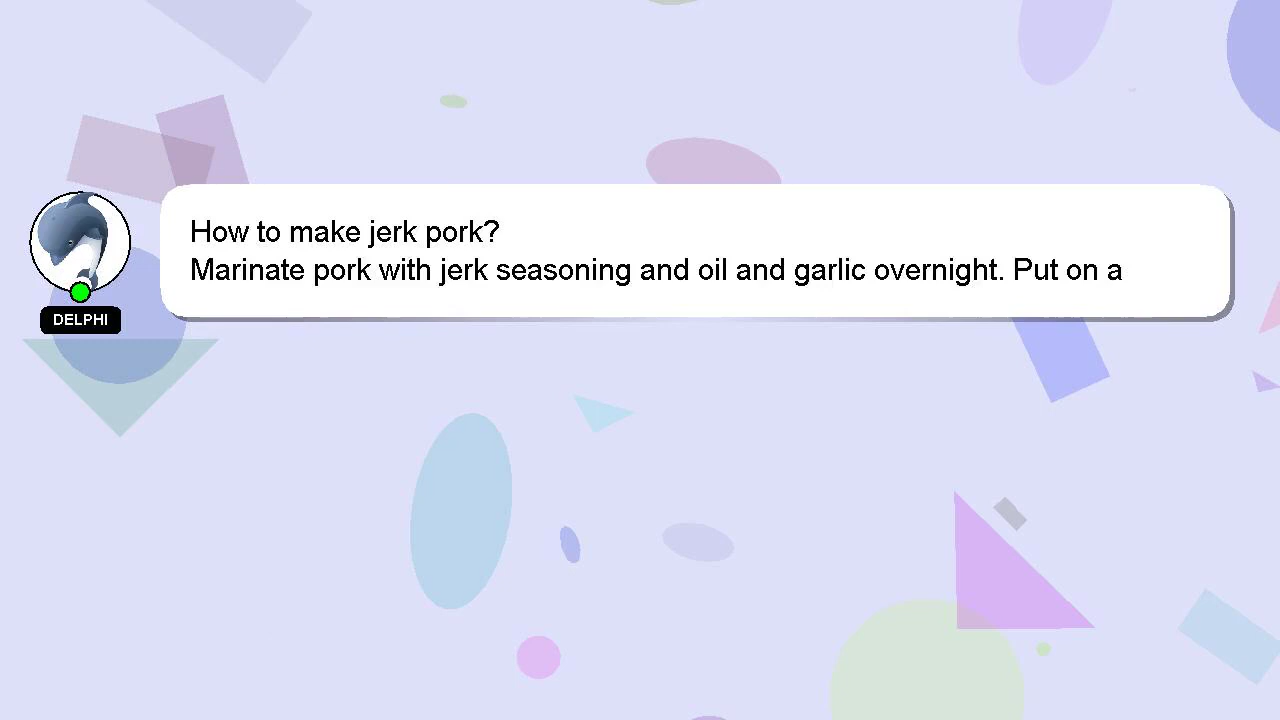 How to make jerk pork?
Marinate pork with jerk seasoning and oil and garlic overnight. Put on a
DELPHI